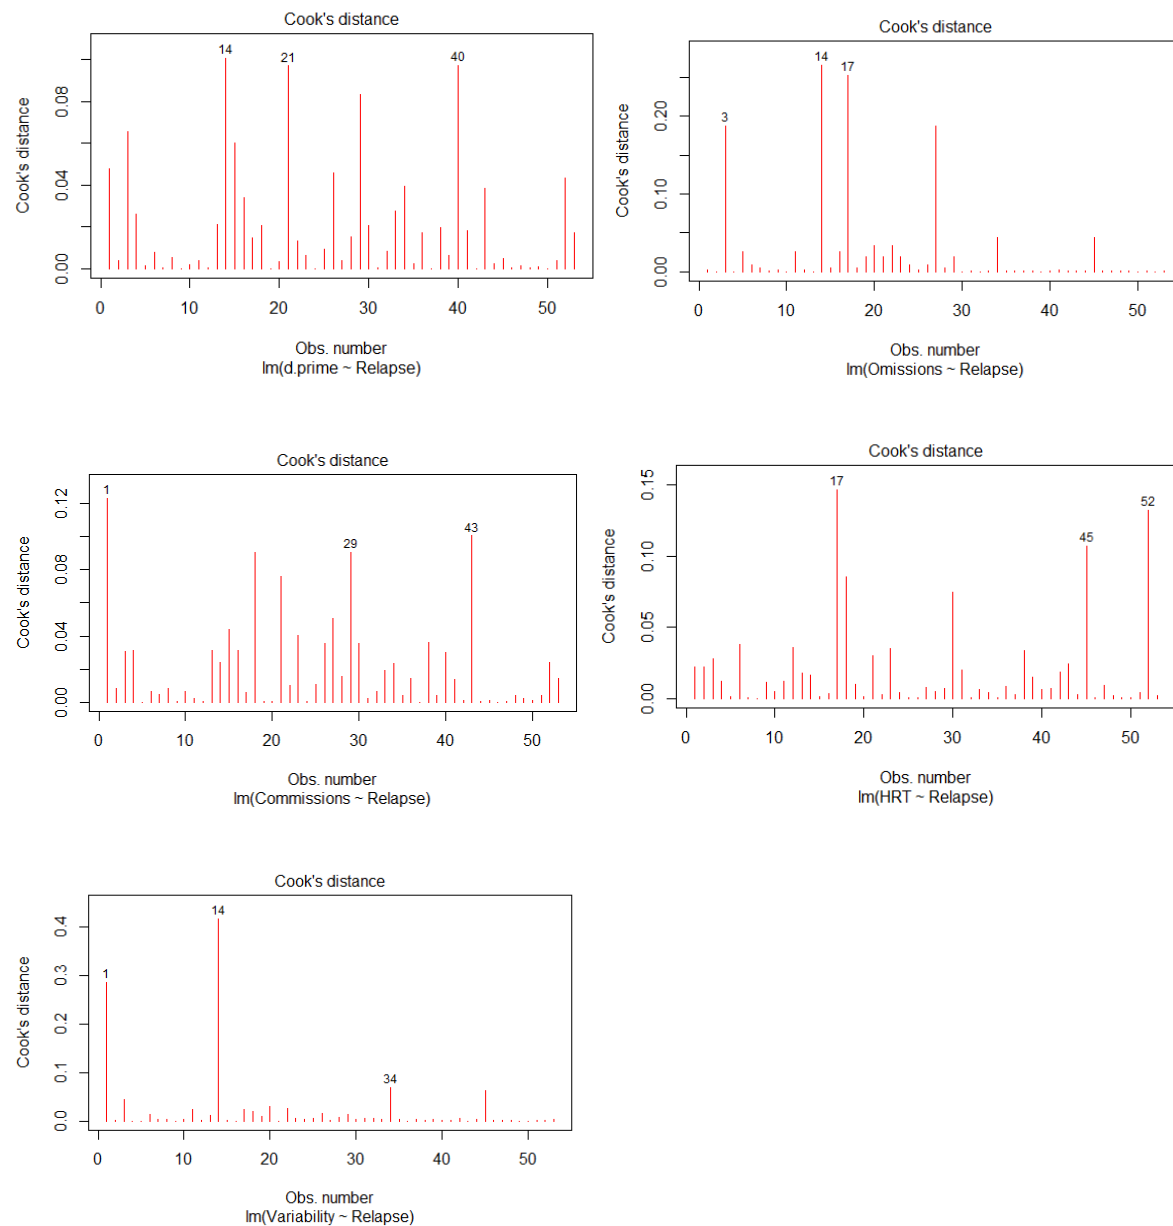 Cook's distance
Cook's distance
0.00 0.04 0.08
14
21
40
0 10 20 30 40 50
Obs. number
lm(d.prime ~ Relapse)
Cook's distance
Cook's distance
0.00 0.10 0.20
3
14
17
0 10 20 30 40 50
Obs. number
lm(Omissions ~ Relapse)
Cook's distance
Cook's distance
0.00 0.04 0.08 0.12
1
29
43
0 10 20 30 40 50
Obs. number
lm(Commissions ~ Relapse)
Cook's distance
Cook's distance
0.00 0.05 0.10 0.15
17
45
52
0 10 20 30 40 50
Obs. number
lm(HRT ~ Relapse)
Cook's distance
Cook's distance
0.0 0.1 0.2 0.3 0.4
1
14
34
0 10 20 30 40 50
Obs. number
lm(Variability ~ Relapse)